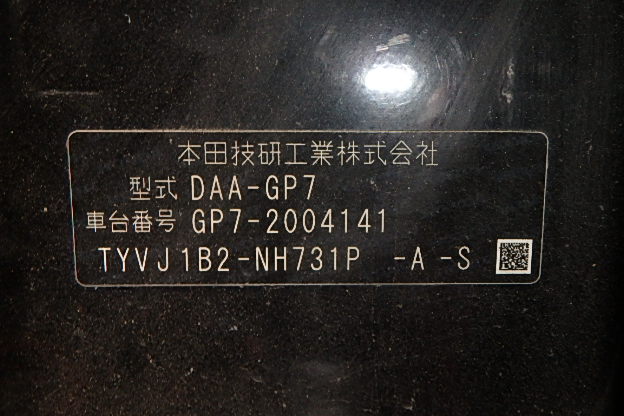 本田技研工業株式会社
型式 DAA-GP7
車台番号 GP7-2004141
TYVJ1B2-NH731P -A -S